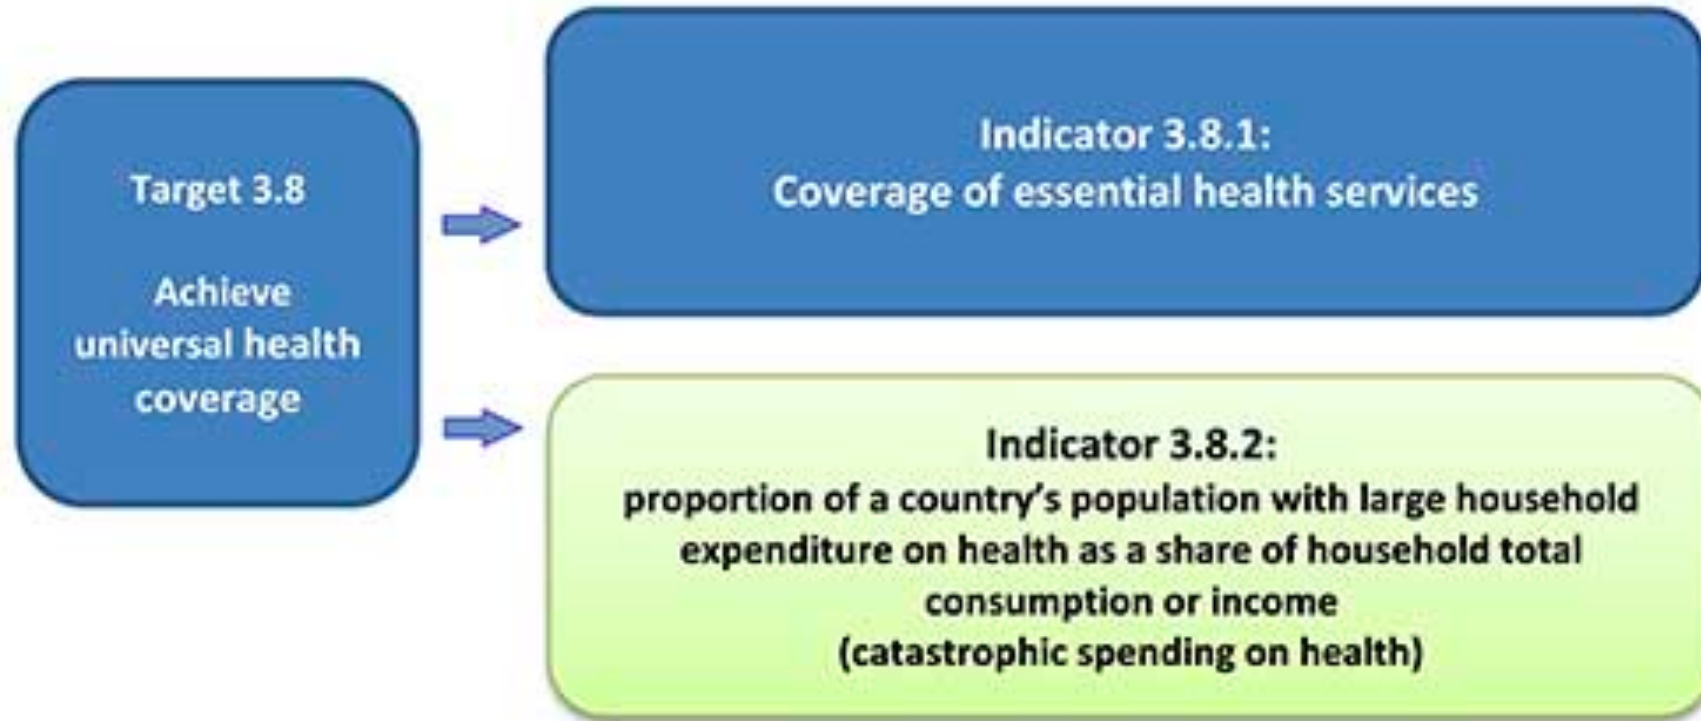 Target 3.8
Achieve
universal health
coverage
Indicator 3.8.1:
Coverage of essential health services
Indicator 3.8.2:
proportion of a country's population with large household
expenditure on health as a share of household total
consumption or income
(catastrophic spending on health)